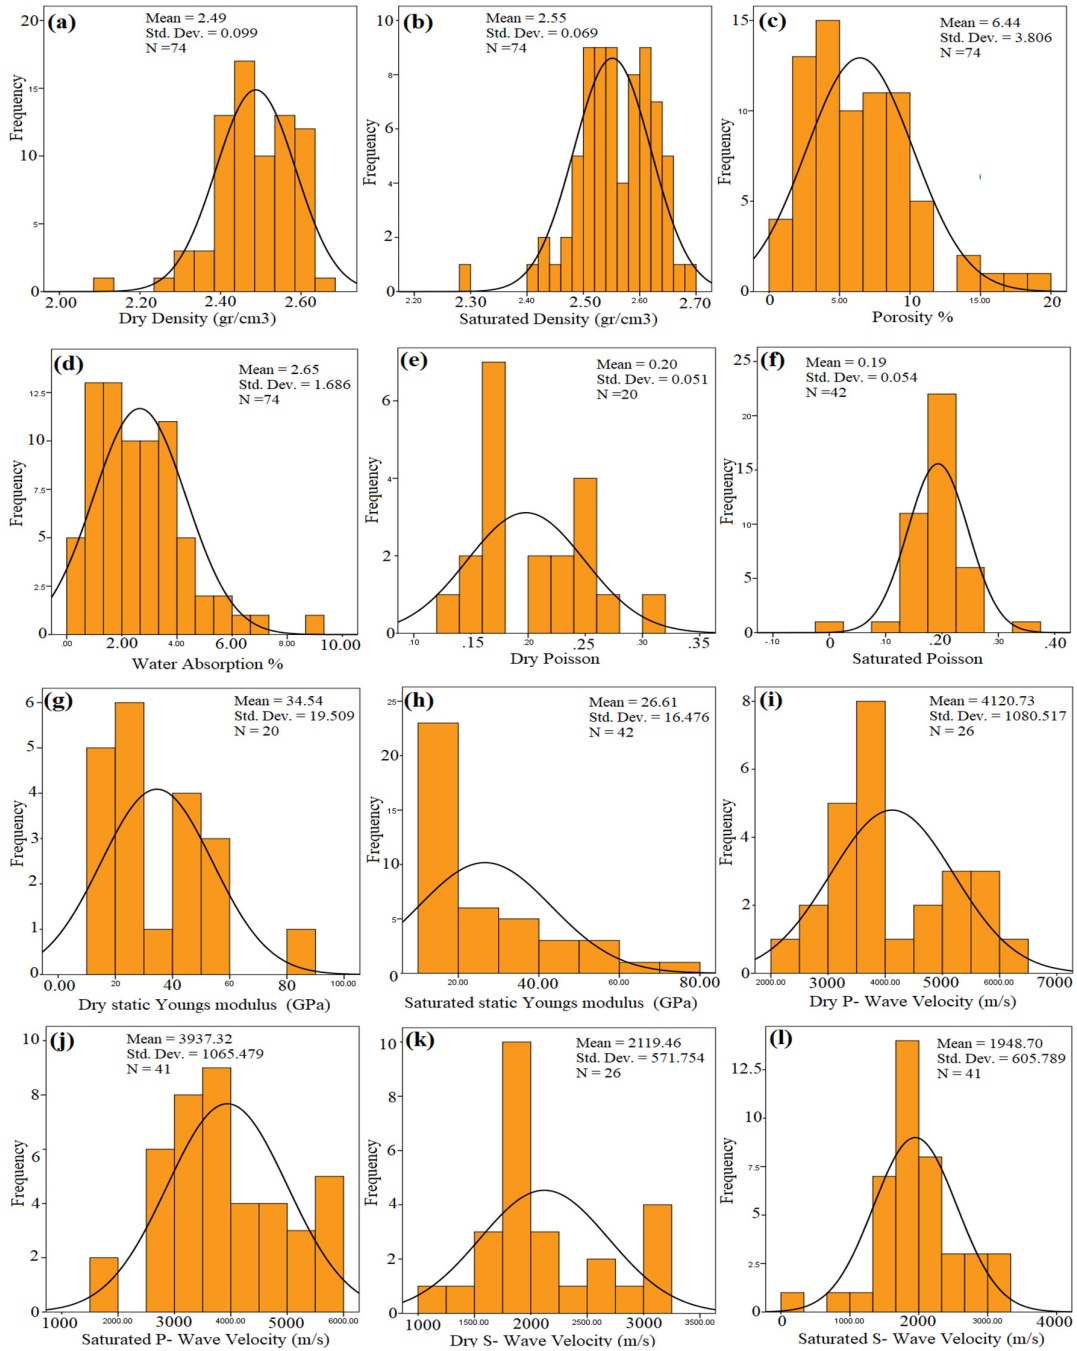 (a)
Mean = 2.49
Std. Dev. = 0.099
N =74
Frequency
20
15
10
5
0
2.00
2.20
2.40
2.60
Dry Density (gr/cm3)
(b)
Mean = 2.55
Std. Dev. = 0.069
N =74
Frequency
10
8
6
4
2
0
2.20
2.30
2.40
2.50
2.60
2.70
Saturated Density (gr/cm3)
(c)
Mean = 6.44
Std. Dev. = 3.806
N =74
Frequency
15
10
5
0
0
5.00
10
15.00
20
Porosity %
(d)
Mean = 2.65
Std. Dev. = 1.686
N =74
Frequency
12.5
10
7.5
5
2.5
0
.00
2.00
4.00
6.00
8.00
10.00
Water Absorption %
(e)
Mean = 0.20
Std. Dev. = 0.051
N =20
Frequency
6
4
2
0
.10
.15
.20
.25
.30
.35
Dry Poisson
(f)
Mean = 0.19
Std. Dev. = 0.054
N =42
Frequency
25
20
15
10
5
0
-.10
0
.10
.20
.30
.40
Saturated Poisson
(g)
Mean = 34.54
Std. Dev. = 19.509
N = 20
Frequency
6
5
4
3
2
1
0
0.00
20
40
60
80
100.00
Dry static Youngs modulus (GPa)
(h)
Mean = 26.61
Std. Dev. = 16.476
N = 42
Frequency
25
20
15
10
5
0
20.00
40.00
60.00
80.00
Saturated static Youngs modulus (GPa)
(i)
Mean = 4120.73
Std. Dev. = 1080.517
N = 26
Frequency
8
6
4
2
0
2000.00
3000
4000.00
5000
6000.00
7000
Dry P- Wave Velocity (m/s)
(j)
Mean = 3937.32
Std. Dev. = 1065.479
N = 41
Frequency
10
8
6
4
2
0
1000
2000.00
3000
4000.00
5000
6000.00
Saturated P- Wave Velocity (m/s)
(k)
Mean = 2119.46
Std. Dev. = 571.754
N = 26
Frequency
10
8
6
4
2
0
1000
1500.00
2000
2500.00
3000
3500.00
Dry S- Wave Velocity (m/s)
(l)
Mean = 1948.70
Std. Dev. = 605.789
N = 41
Frequency
12.5
10
7.5
5
2.5
0
0
1000.00
2000
3000.00
4000
Saturated S- Wave Velocity (m/s)